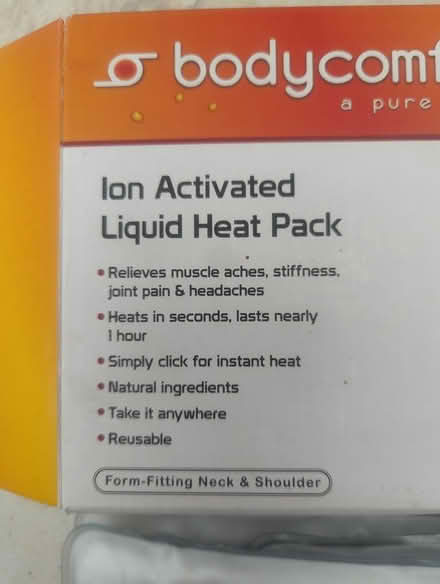 bodycom
a pure
Ion Activated
Liquid Heat Pack
• Relieves muscle aches, stiffness,
joint pain & headaches
• Heats in seconds, lasts nearly
1 hour
• Simply click for instant heat
• Natural ingredients
• Take it anywhere
• Reusable
Form-Fitting Neck & Shoulder